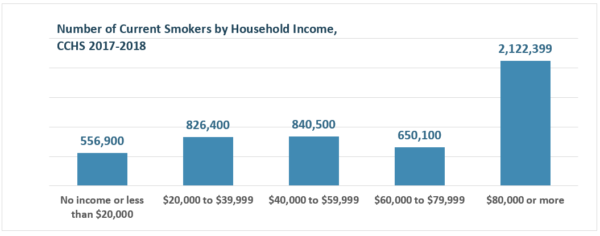 Number of Current Smokers by Household Income,
CCHS 2017-2018
2,122,399
826,400
840,500
650,100
556,900
No income or less
than $20,000
$20,000 to $39,999
$40,000 to $59,999
$60,000 to $79,999
$80,000 or more